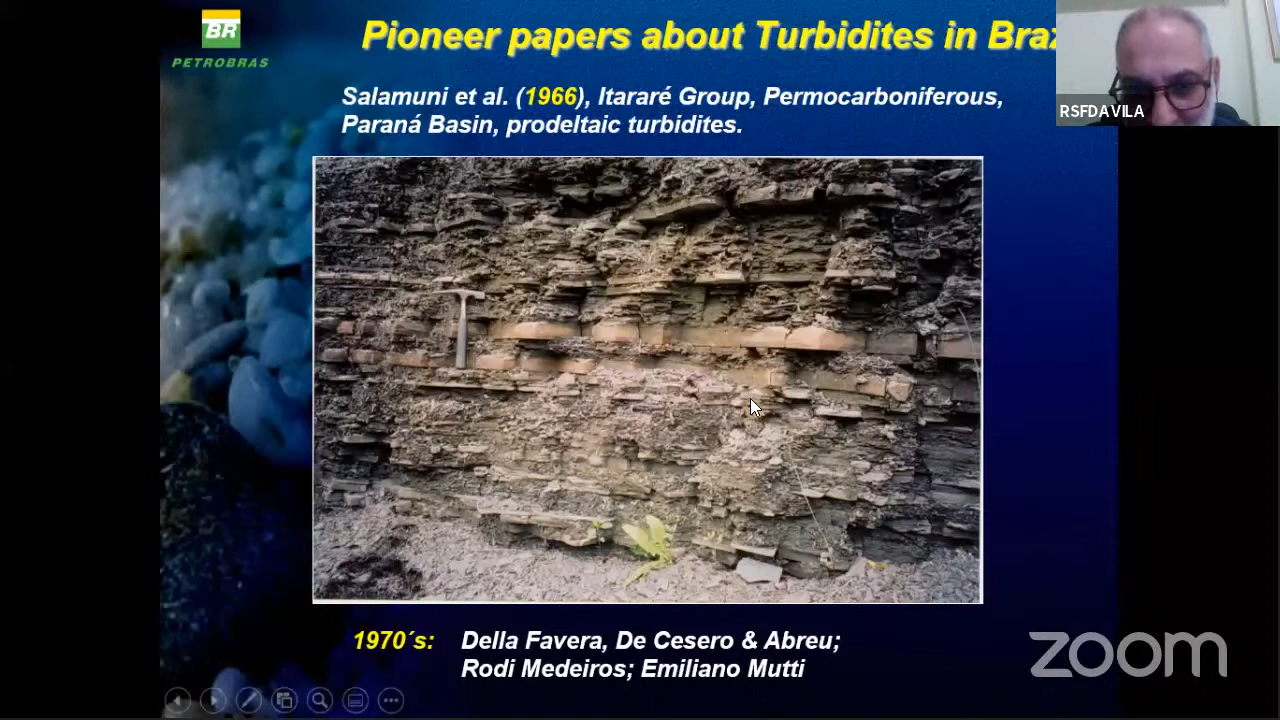 BR
PETROBRAS
Pioneer papers about Turbidites in Braz
RSFDAVILA
Salamuni et al. (1966), Itararé Group, Permocarboniferous,
Paraná Basin, prodeltaic turbidites.
1970´s: Della Favera, De Cesero & Abreu;
Rodi Medeiros; Emiliano Mutti
zoom